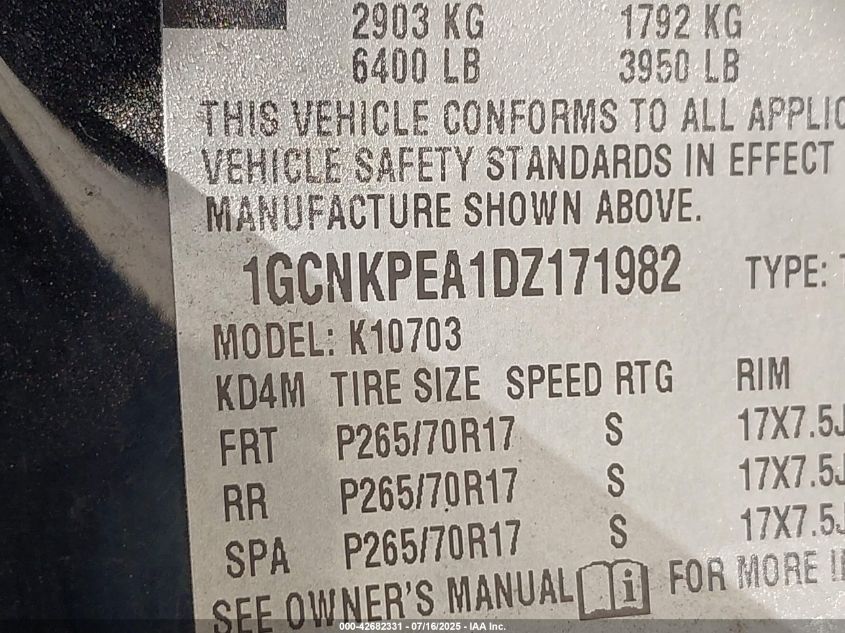 2903 KG 1792 KG
6400 LB 3950 LB
THIS VEHICLE CONFORMS TO ALL APPLIC
VEHICLE SAFETY STANDARDS IN EFFECT
MANUFACTURE SHOWN ABOVE.
1GCNKPEA1DZ171982 TYPE: T
MODEL: K10703
KD4M TIRE SIZE SPEED RTG RIM
FRT P265/70R17 S 17X7.5J
RR P265/70R17 S 17X7.5J
SPA P265/70R17 S 17X7.5J
SEE OWNER'S MANUAL i FOR MORE I
000-42682331 - 07/16/2025 - IAA Inc.